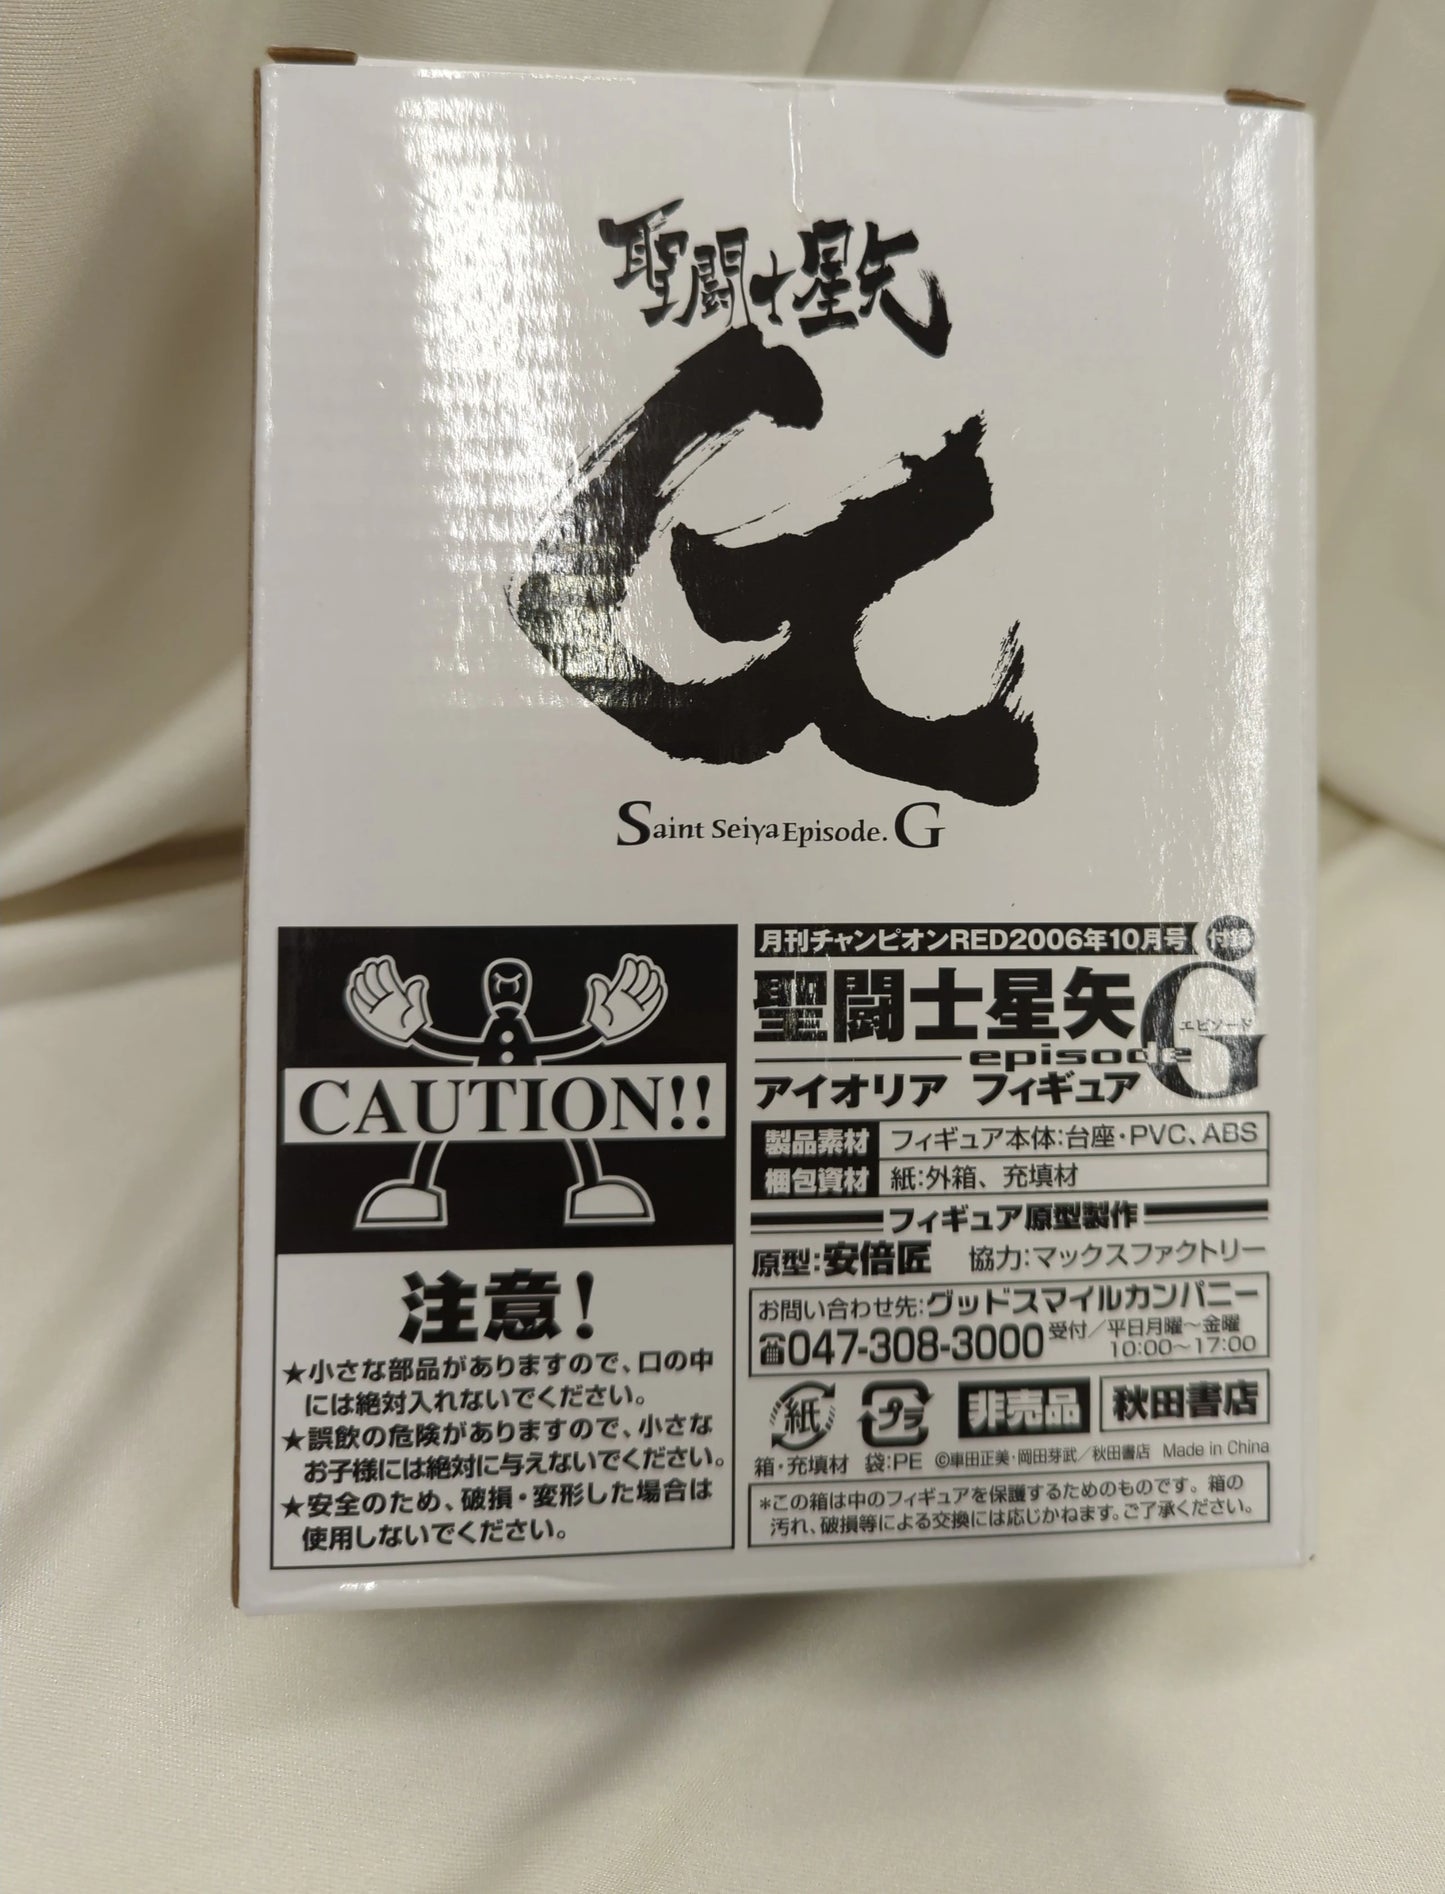 聖闘士星矢
G
Saint Seiya Episode.G
CAUTION!!
注意！
★小さな部品がありますので、口の中
には絶対入れないでください。
★誤飲の危険がありますので、小さな
お子様には絶対に与えないでください。
★安全のため、破損・変形した場合は
使用しないでください。
月刊チャンピオンRED2006年10月号 付録
聖闘士星矢
エピソード
episode G
アイオリア フィギュア
製品素材 フィギュア本体:台座・PVC、ABS
梱包資材 紙:外箱、充填材
フィギュア原型製作
原型:安倍匠 協力:マックスファクトリー
お問い合わせ先:グッドスマイルカンパニー
☎047-308-3000 受付／平日月曜～金曜
10:00～17:00
紙 プラ 非売品 秋田書店
箱・充填材 袋:PE ©車田正美・岡田芽武／秋田書店 Made in China
＊この箱は中のフィギュアを保護するためのものです。箱の
汚れ、破損等による交換には応じかねます。ご了承ください。